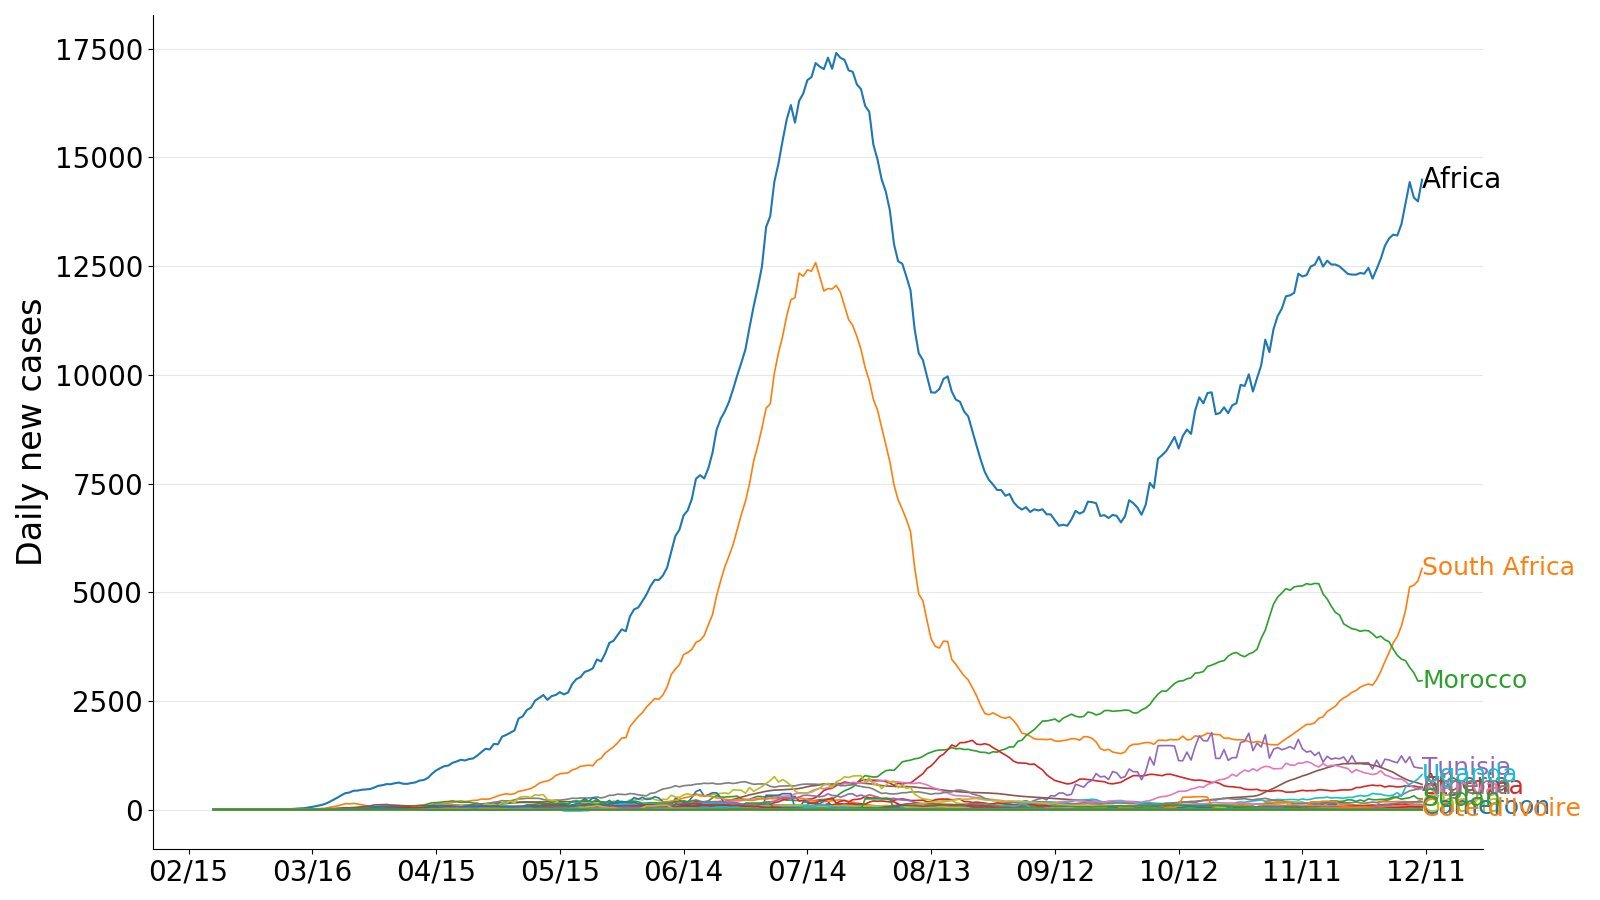 Daily new cases
17500
15000
12500
10000
7500
5000
2500
0
Africa
South Africa
Morocco
Tunisia
Uganda
Sudan
02/15 03/16 04/15 05/15 06/14 07/14 08/13 09/12 10/12 11/11 12/11